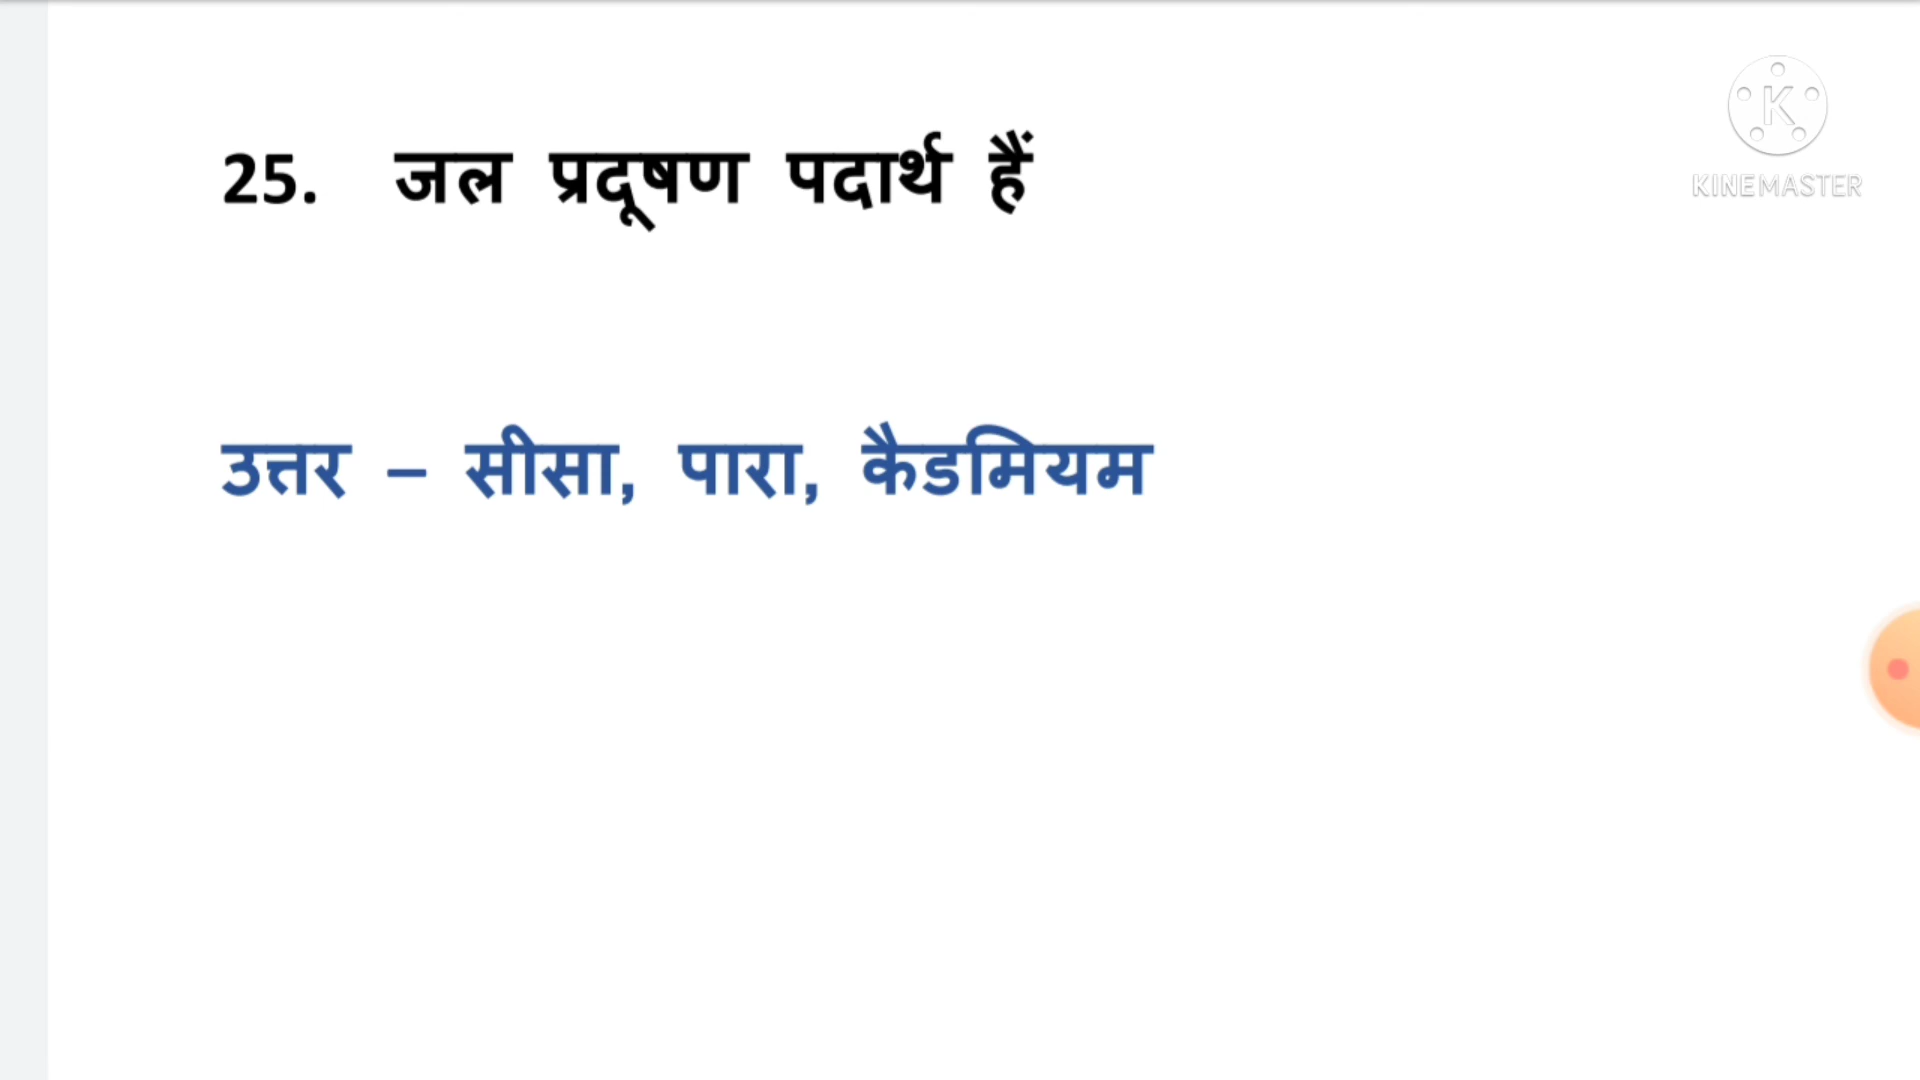 25. जल प्रदूषण पदार्थ हैं
उत्तर – सीसा, पारा, कैडमियम
K
KINEMASTER